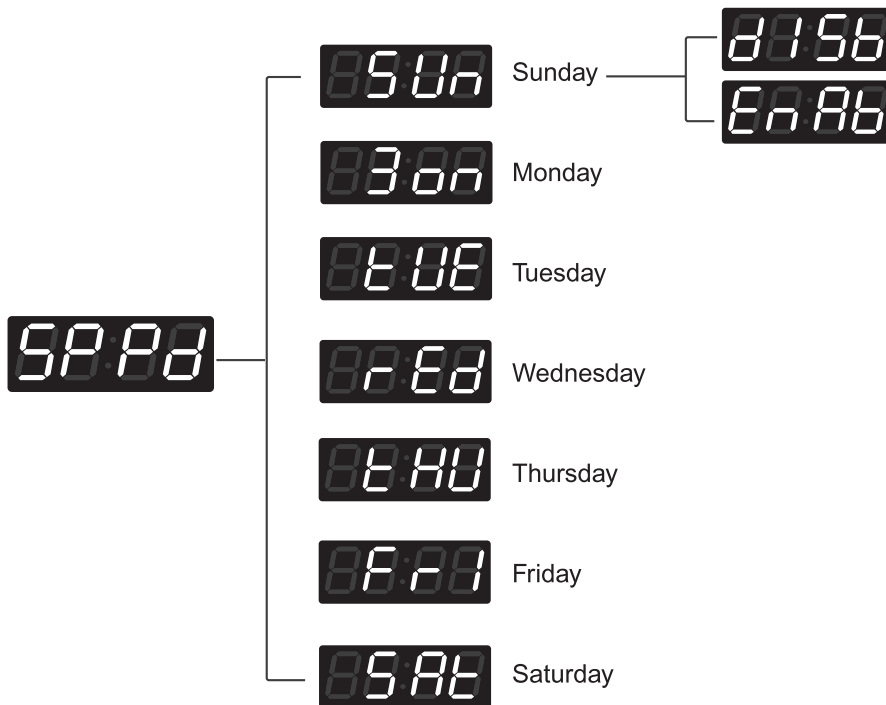 SPPd
SUn Sunday
d1Sb
EnAb
3on Monday
tUE Tuesday
rEd Wednesday
tHU Thursday
Fr1 Friday
SAt Saturday